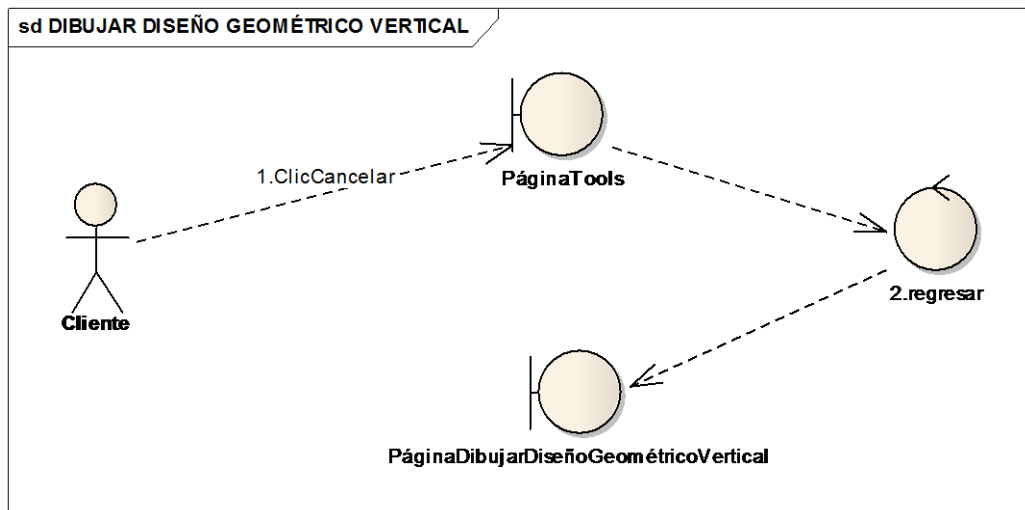 sd DIBUJAR DISEÑO GEOMÉTRICO VERTICAL
PáginaTools
1.ClicCancelar
2.regresar
Cliente
PáginaDibujarDiseñoGeométricoVertical